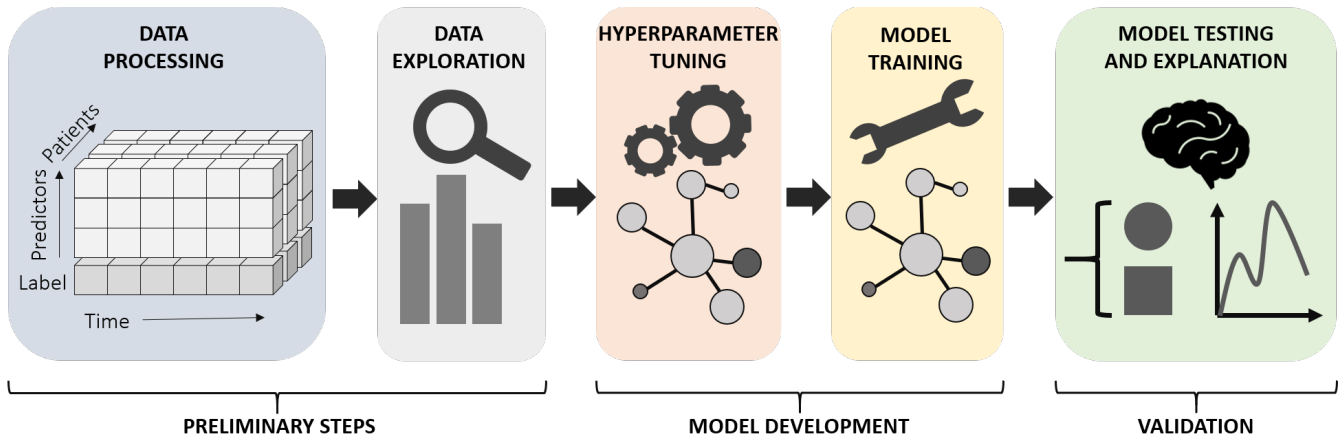 DATA
PROCESSING
Patients
Predictors
Label
Time
DATA
EXPLORATION
HYPERPARAMETER
TUNING
MODEL
TRAINING
MODEL TESTING
AND EXPLANATION
PRELIMINARY STEPS
MODEL DEVELOPMENT
VALIDATION